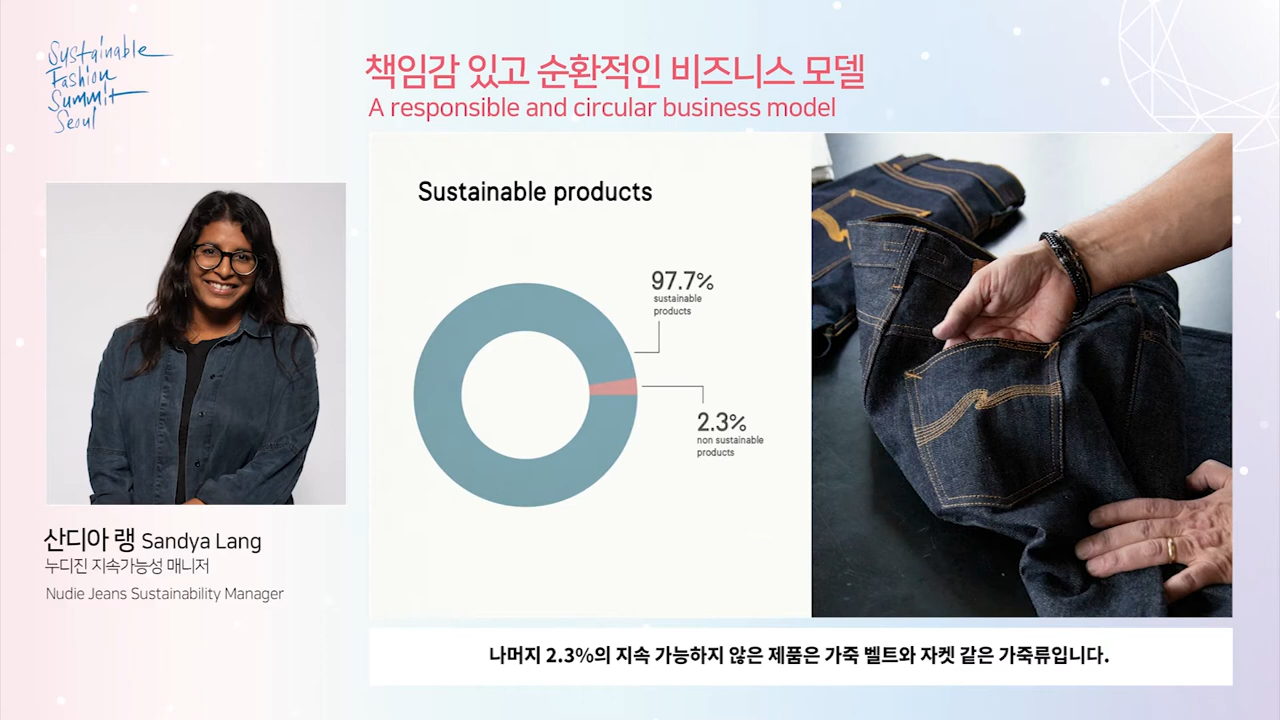 Sustainable
Fashion
Summit
Seoul
책임감 있고 순환적인 비즈니스 모델
A responsible and circular business model
Sustainable products
97.7%
sustainable
products
2.3%
non sustainable
products
산디아 랭 Sandya Lang
누디진 지속가능성 매니저
Nudie Jeans Sustainability Manager
나머지 2.3%의 지속 가능하지 않은 제품은 가죽 벨트와 자켓 같은 가죽류입니다.